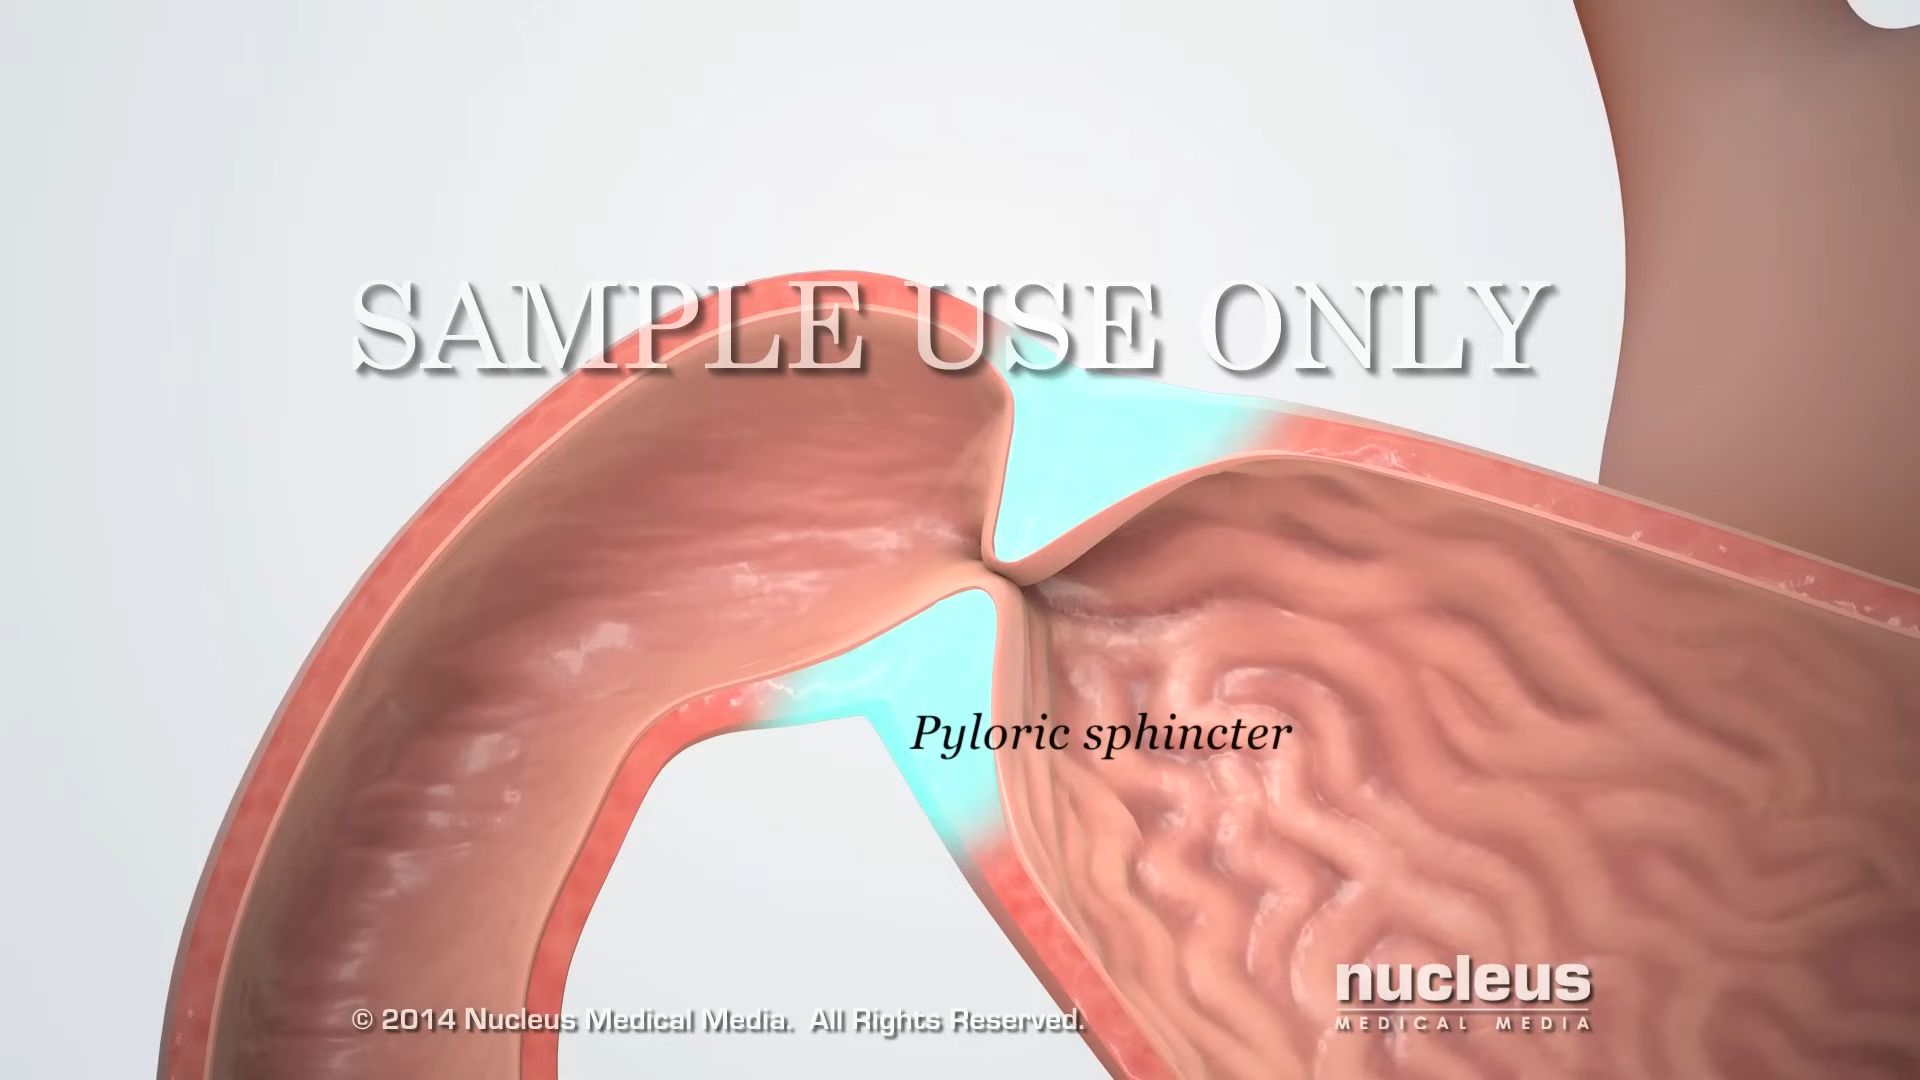 SAMPLE USE ONLY
Pyloric sphincter
nucleus
MEDICAL MEDIA
© 2014 Nucleus Medical Media. All Rights Reserved.